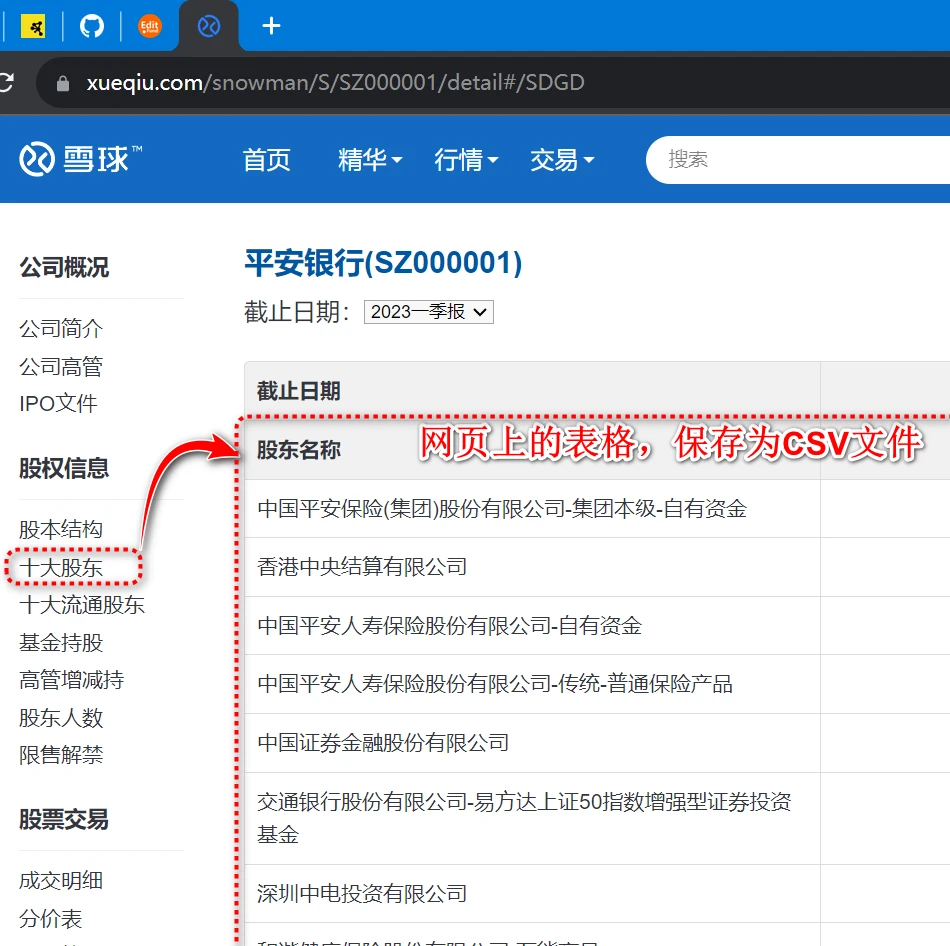 Edit
xueqiu.com/snowman/S/SZ000001/detail#/SDGD
雪球™
首页
精华
行情
交易
搜索
公司概况
公司简介
公司高管
IPO文件
股权信息
股本结构
十大股东
十大流通股东
基金持股
高管增减持
股东人数
限售解禁
股票交易
成交明细
分价表
平安银行(SZ000001)
截止日期：
2023一季报
截止日期
股东名称
网页上的表格，保存为CSV文件
中国平安保险(集团)股份有限公司-集团本级-自有资金
香港中央结算有限公司
中国平安人寿保险股份有限公司-自有资金
中国平安人寿保险股份有限公司-传统-普通保险产品
中国证券金融股份有限公司
交通银行股份有限公司-易方达上证50指数增强型证券投资
基金
深圳中电投资有限公司